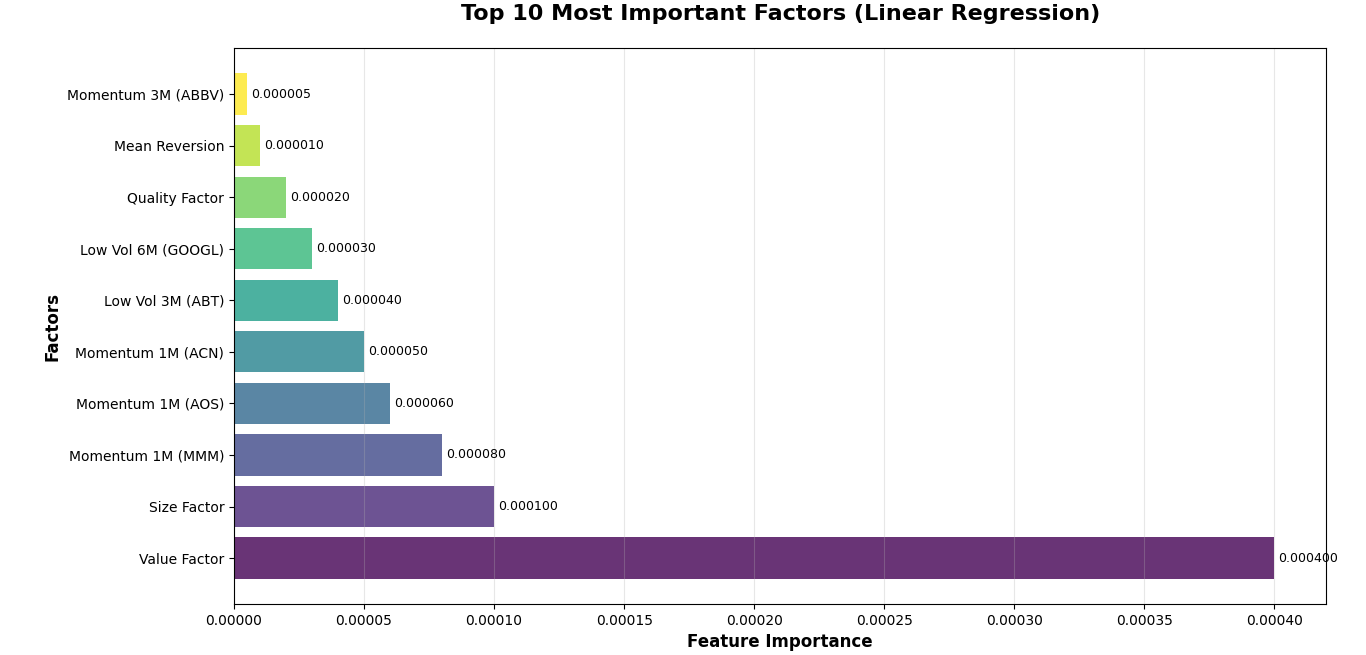 Top 10 Most Important Factors (Linear Regression)
Factors
Momentum 3M (ABBV) 0.000005
Mean Reversion 0.000010
Quality Factor 0.000020
Low Vol 6M (GOOGL) 0.000030
Low Vol 3M (ABT) 0.000040
Momentum 1M (ACN) 0.000050
Momentum 1M (AOS) 0.000060
Momentum 1M (MMM) 0.000080
Size Factor 0.000100
Value Factor 0.000400
0.00000 0.00005 0.00010 0.00015 0.00020 0.00025 0.00030 0.00035 0.00040
Feature Importance